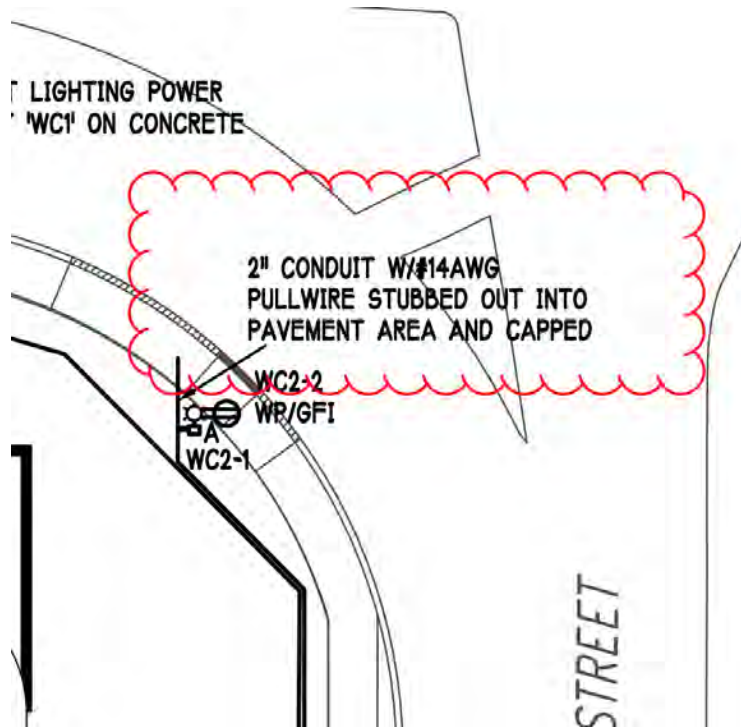 LIGHTING POWER
'WC1' ON CONCRETE
2" CONDUIT W/#14AWG
PULLWIRE STUBBED OUT INTO
PAVEMENT AREA AND CAPPED
WC2-2
WP/GFI
A
WC2-1
STREET